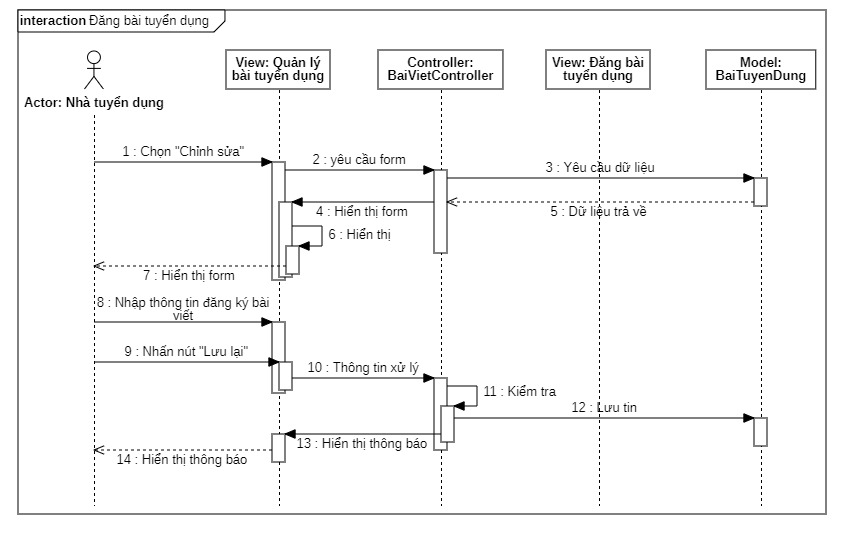 interaction Đăng bài tuyển dụng
Actor: Nhà tuyển dụng
View: Quản lý
bài tuyển dụng
Controller:
BaiVietController
View: Đăng bài
tuyển dụng
Model:
BaiTuyenDung
1 : Chọn "Chỉnh sửa"
2 : yêu cầu form
3 : Yêu cầu dữ liệu
4 : Hiển thị form
5 : Dữ liệu trả về
6 : Hiển thị
7 : Hiển thị form
8 : Nhập thông tin đăng ký bài
viết
9 : Nhấn nút "Lưu lại"
10 : Thông tin xử lý
11 : Kiểm tra
12 : Lưu tin
13 : Hiển thị thông báo
14 : Hiển thị thông báo